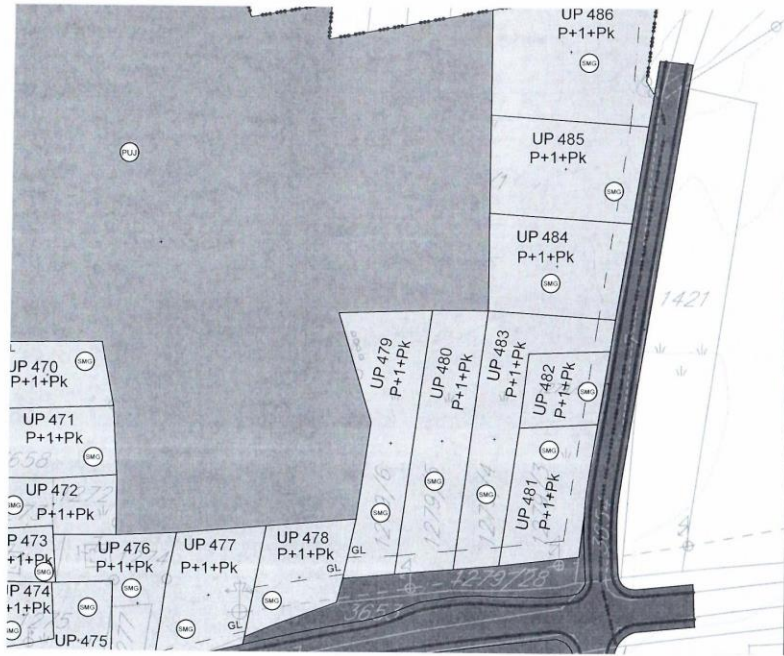 UP 486
P+1+Pk
SMG
PUJ
UP 485
P+1+Pk
SMG
UP 484
P+1+Pk
SMG
1421
UP 470
P+1+Pk
SMG
UP 471
P+1+Pk
SMG
UP 472
P+1+Pk
SMG
UP 473
+1+Pk
SMG
UP 474
+1+Pk
SMG
UP 475
SMG
UP 476
P+1+Pk
SMG
UP 477
P+1+Pk
SMG
UP 478
P+1+Pk
SMG
GL
GL
GL
UP 479
P+1+Pk
SMG
UP 480
P+1+Pk
SMG
UP 483
P+1+Pk
SMG
UP 482
P+1+Pk
SMG
UP 481
P+1+Pk
SMG
1279/28
3653